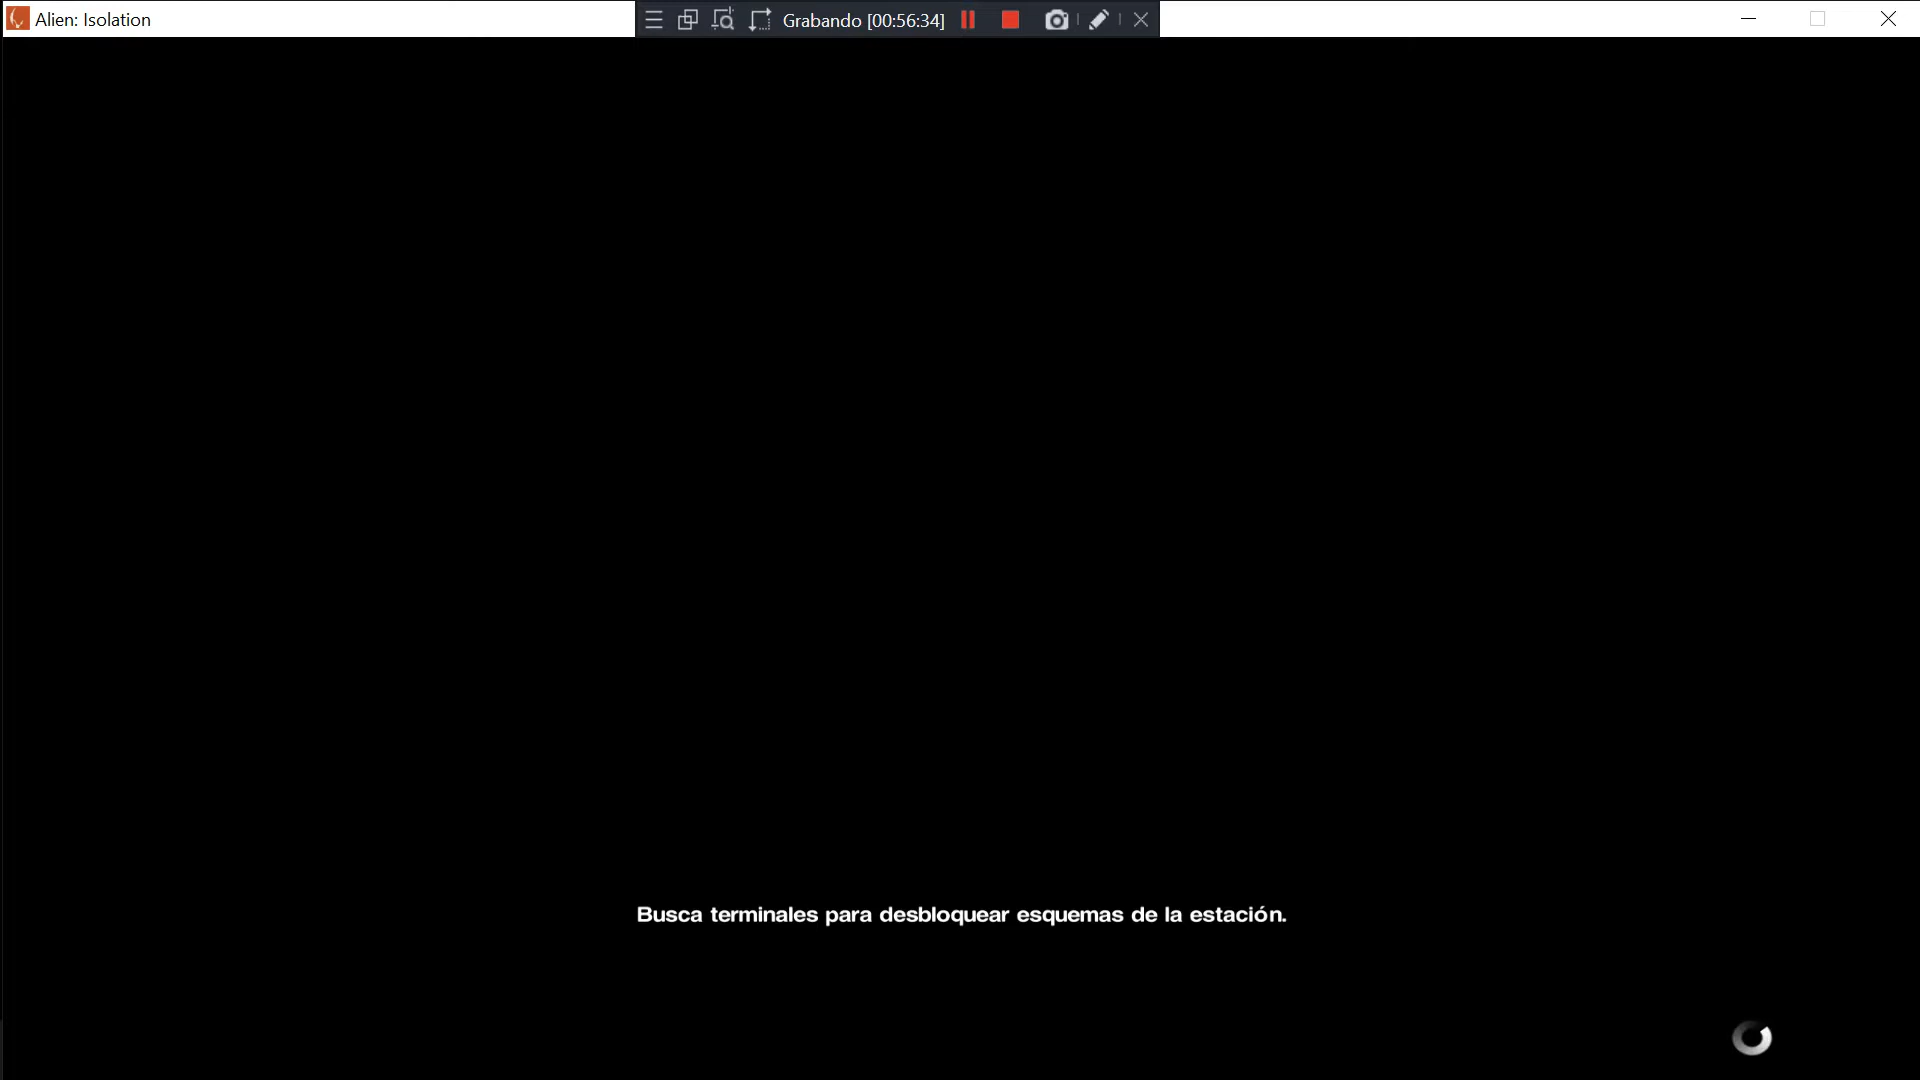 Alien: Isolation
Grabando [00:56:34]
Busca terminales para desbloquear esquemas de la estación.